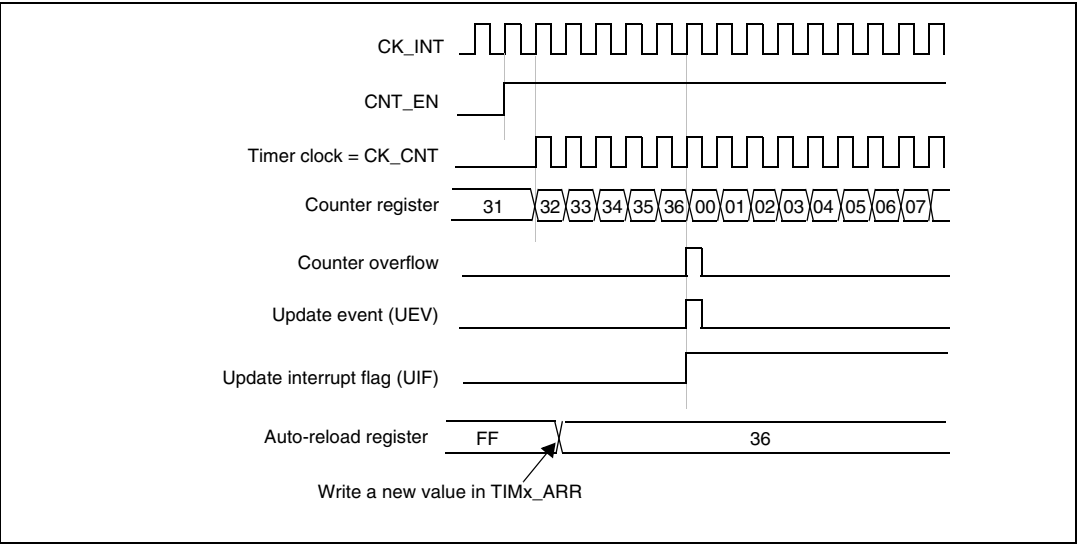 CK_INT
CNT_EN
Timer clock = CK_CNT
Counter register 31 32 33 34 35 36 00 01 02 03 04 05 06 07
Counter overflow
Update event (UEV)
Update interrupt flag (UIF)
Auto-reload register FF 36
Write a new value in TIMx_ARR